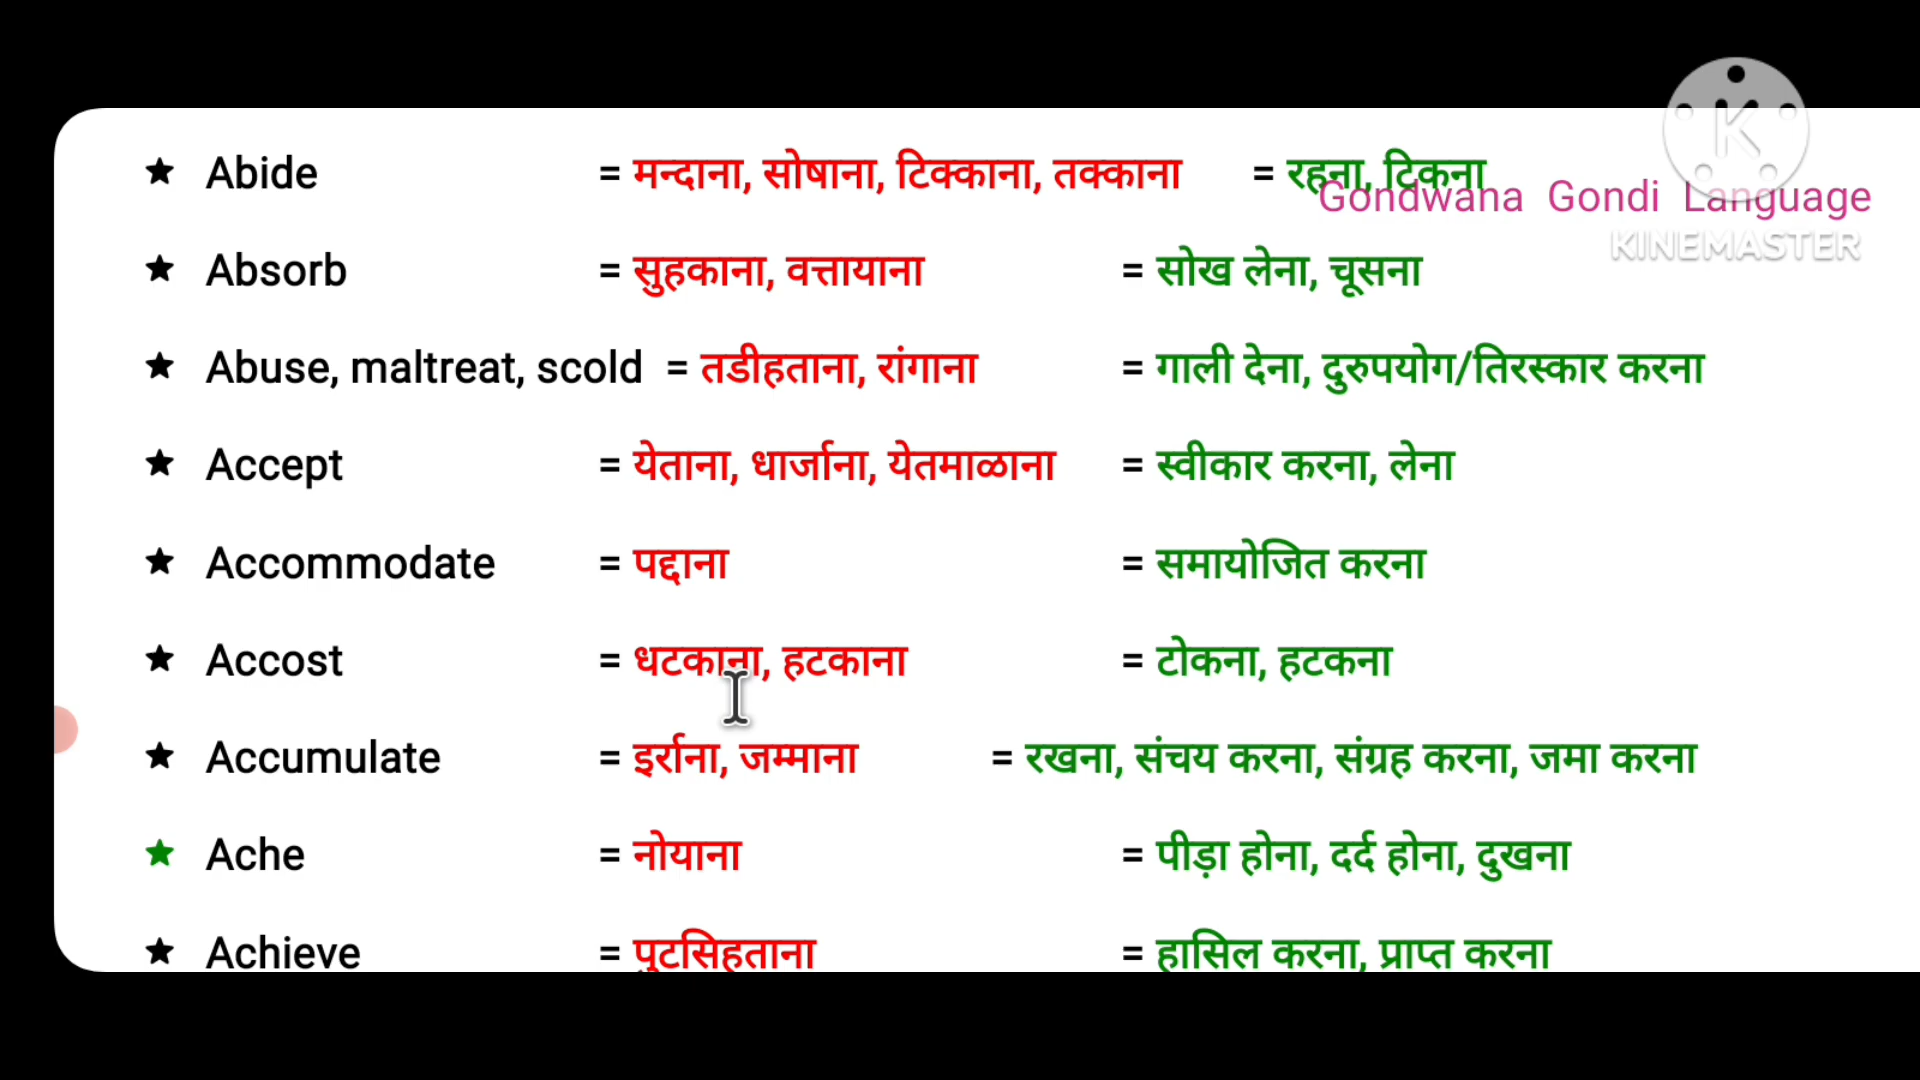 ★ Abide = मन्दाना, सोषाना, टिक्काना, तक्काना = रहना, टिकना
Gondwana Gondi Language
KINEMASTER
★ Absorb = सुहकाना, वत्तायाना = सोख लेना, चूसना
★ Abuse, maltreat, scold = तडीहताना, रांगाना = गाली देना, दुरुपयोग/तिरस्कार करना
★ Accept = येताना, धार्जाना, येतमाळाना = स्वीकार करना, लेना
★ Accommodate = पद्दाना = समायोजित करना
★ Accost = धटकाना, हटकाना = टोकना, हटकना
★ Accumulate = इर्राना, जम्माना = रखना, संचय करना, संग्रह करना, जमा करना
★ Ache = नोयाना = पीड़ा होना, दर्द होना, दुखना
★ Achieve = पुटसिहताना = हासिल करना, प्राप्त करना